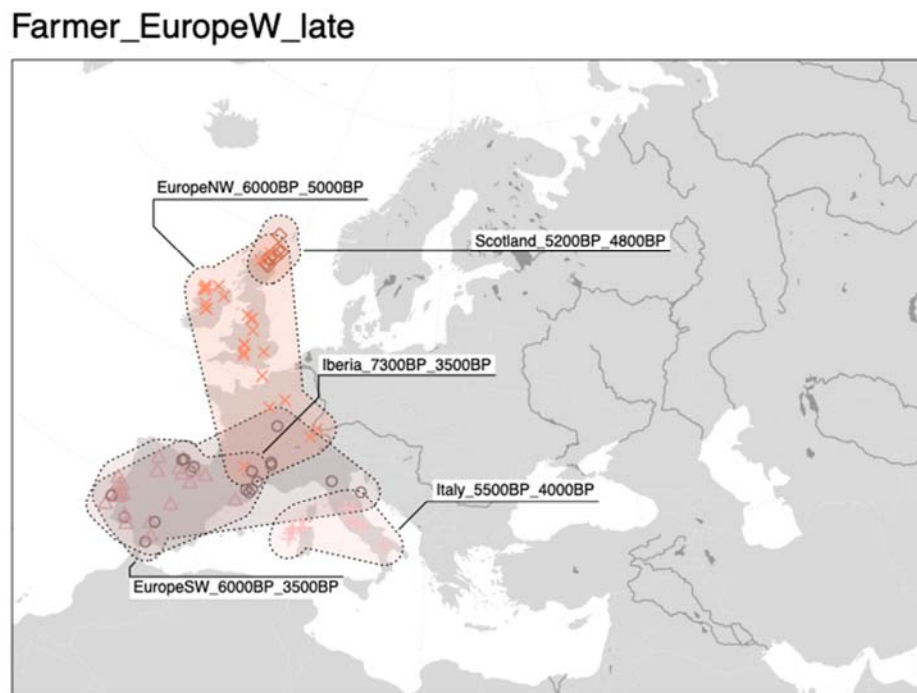 Farmer_EuropeW_late
EuropeNW_6000BP_5000BP
Scotland_5200BP_4800BP
Iberia_7300BP_3500BP
Italy_5500BP_4000BP
EuropeSW_6000BP_3500BP